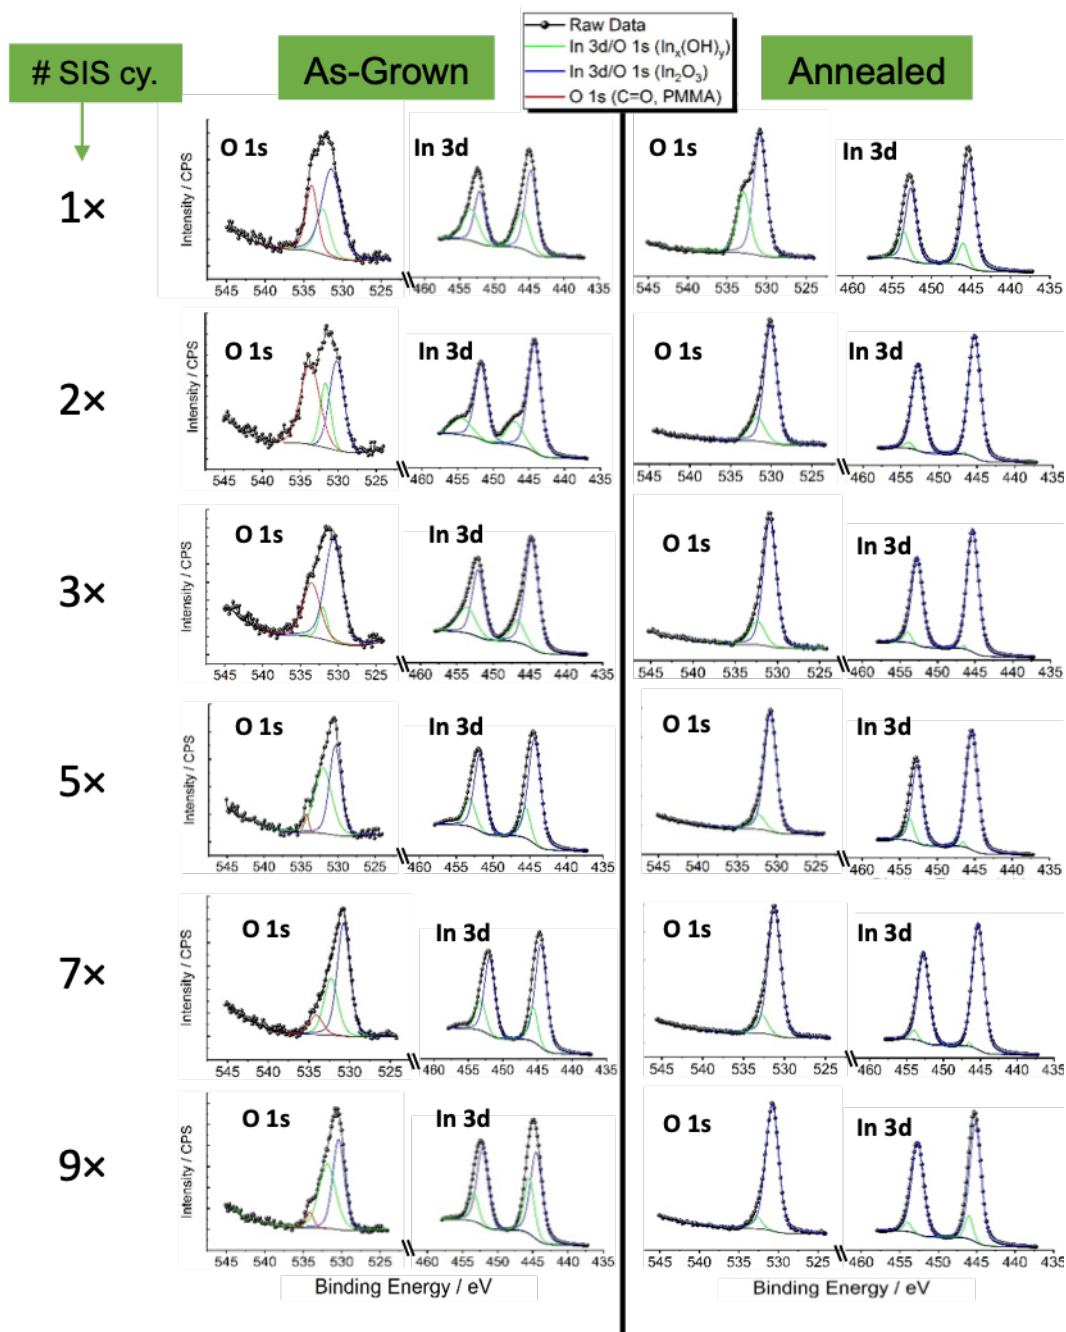 # SIS cy.
As-Grown
Raw Data
In 3d/O 1s (Inₓ(OH)ᵧ)
In 3d/O 1s (In₂O₃)
O 1s (C=O, PMMA)
Annealed
1×
Intensity / CPS
O 1s
545 540 535 530 525
In 3d
460 455 450 445 440 435
O 1s
545 540 535 530 525
In 3d
460 455 450 445 440 435
2×
Intensity / CPS
O 1s
545 540 535 530 525
In 3d
460 455 450 445 440 435
O 1s
545 540 535 530 525
In 3d
460 455 450 445 440 435
3×
Intensity / CPS
O 1s
545 540 535 530 525
In 3d
460 455 450 445 440 435
O 1s
545 540 535 530 525
In 3d
460 455 450 445 440 435
5×
Intensity / CPS
O 1s
545 540 535 530 525
In 3d
460 455 450 445 440 435
O 1s
545 540 535 530 525
In 3d
460 455 450 445 440 435
7×
Intensity / CPS
O 1s
545 540 535 530 525
In 3d
460 455 450 445 440 435
O 1s
545 540 535 530 525
In 3d
460 455 450 445 440 435
9×
Intensity / CPS
O 1s
545 540 535 530 525
In 3d
460 455 450 445 440 435
O 1s
545 540 535 530 525
In 3d
460 455 450 445 440 435
Binding Energy / eV
Binding Energy / eV